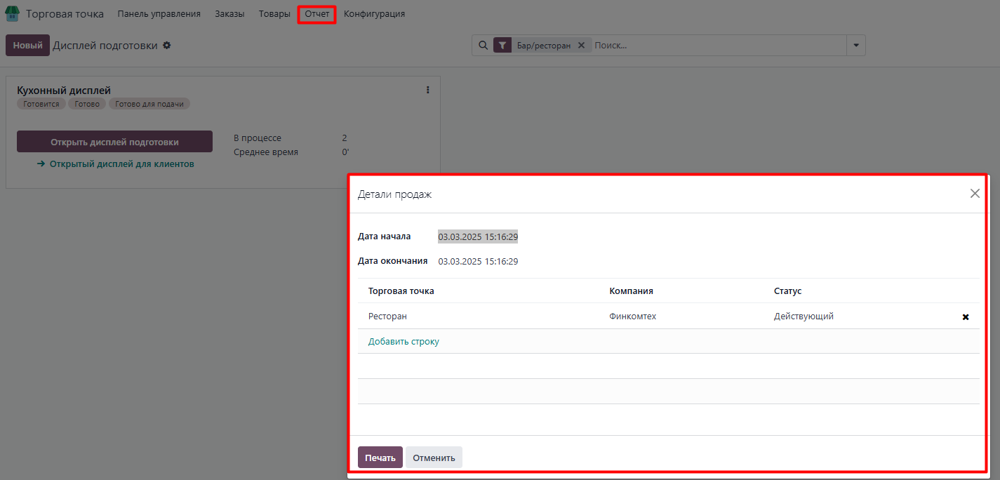 Торговая точка Панель управления Заказы Товары Отчет Конфигурация
Новый Дисплей подготовки Бар/ресторан Поиск...
Кухонный дисплей
Готовится Готово Готово для подачи
Открыть дисплей подготовки
Открытый дисплей для клиентов
В процессе 2
Среднее время 0'
Детали продаж
Дата начала 03.03.2025 15:16:29
Дата окончания 03.03.2025 15:16:29
Торговая точка Компания Статус
Ресторан Финкомтех Действующий
Добавить строку
Печать Отменить